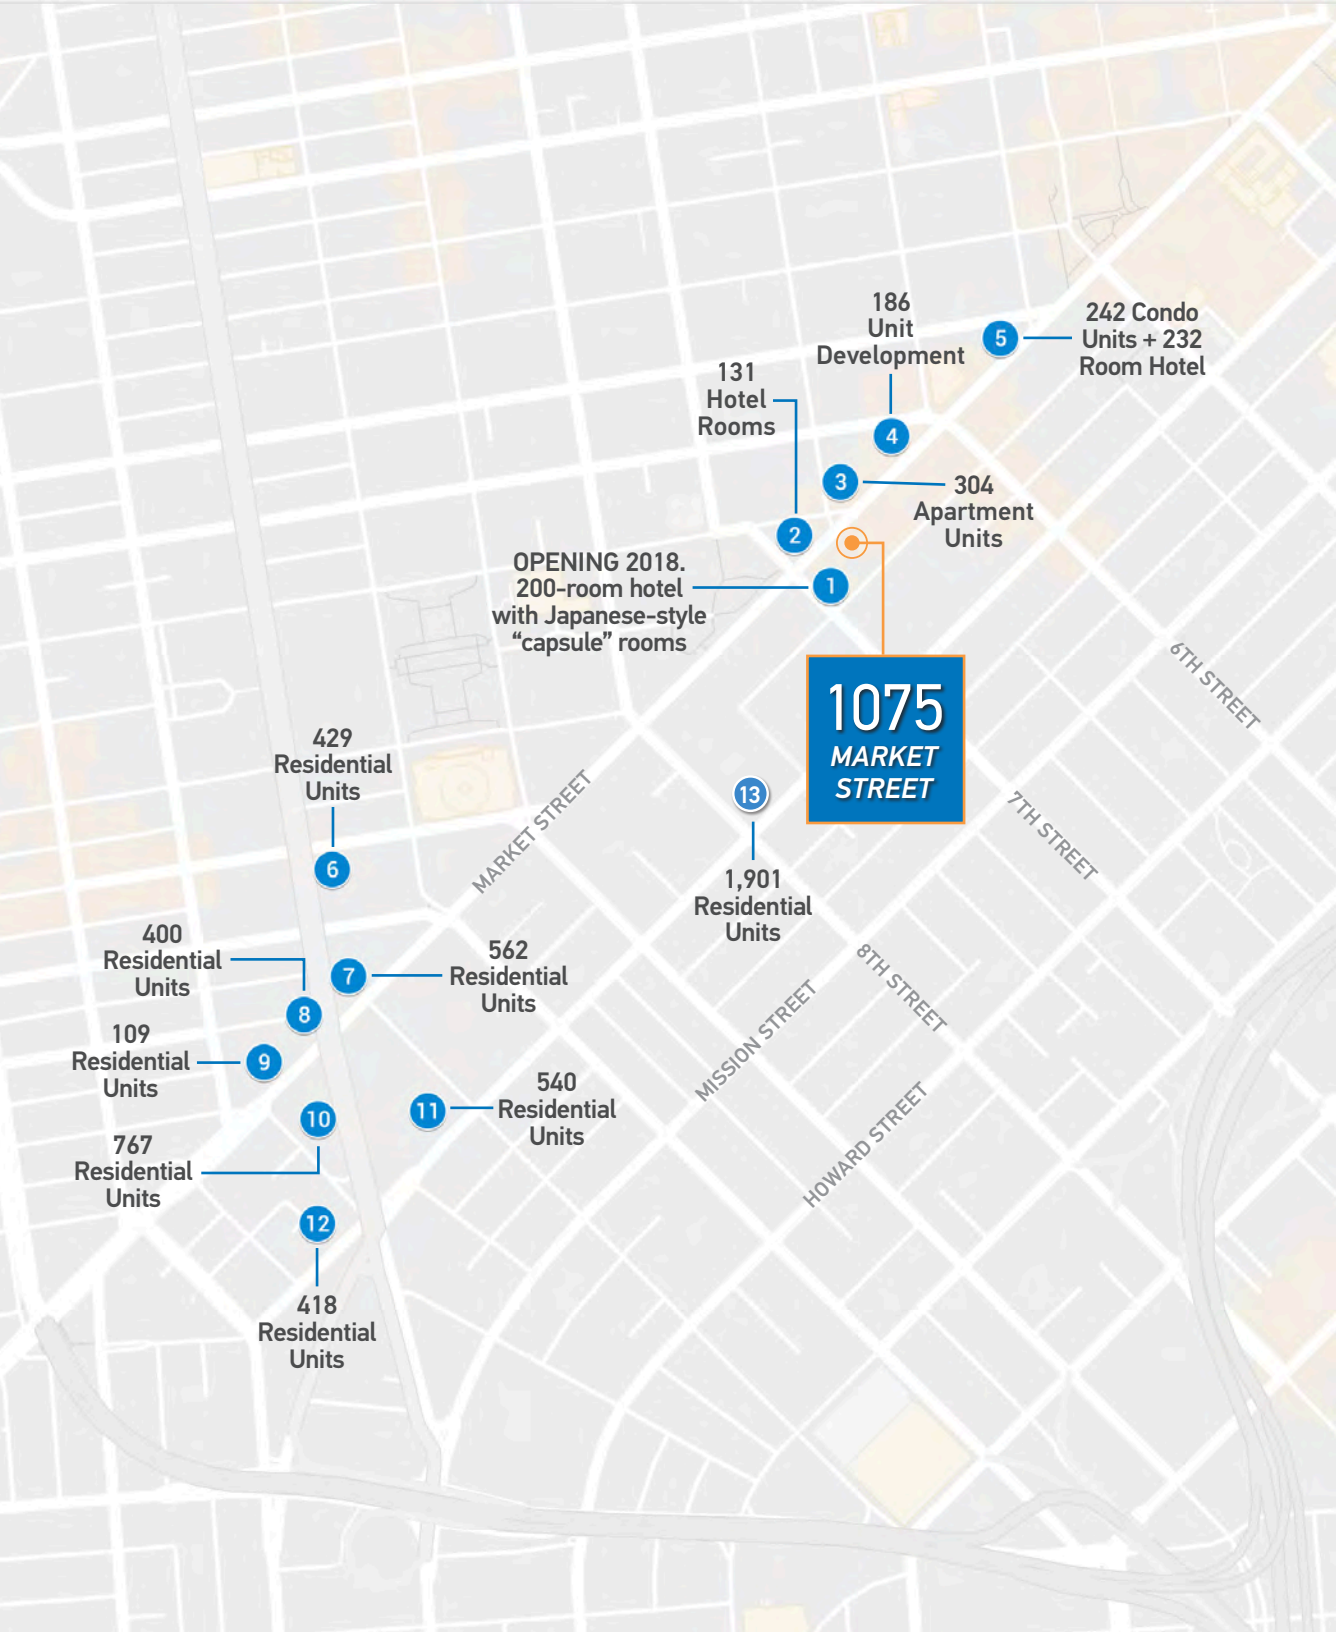 186
Unit
Development
5
242 Condo
Units + 232
Room Hotel
131
Hotel
Rooms
4
3
304
Apartment
Units
2
OPENING 2018.
200-room hotel
with Japanese-style
“capsule” rooms
1
1075
MARKET
STREET
6TH STREET
429
Residential
Units
6
MARKET STREET
13
1,901
Residential
Units
7TH STREET
400
Residential
Units
7
562
Residential
Units
8
8TH STREET
109
Residential
Units
9
MISSION STREET
10
11
540
Residential
Units
767
Residential
Units
HOWARD STREET
12
418
Residential
Units